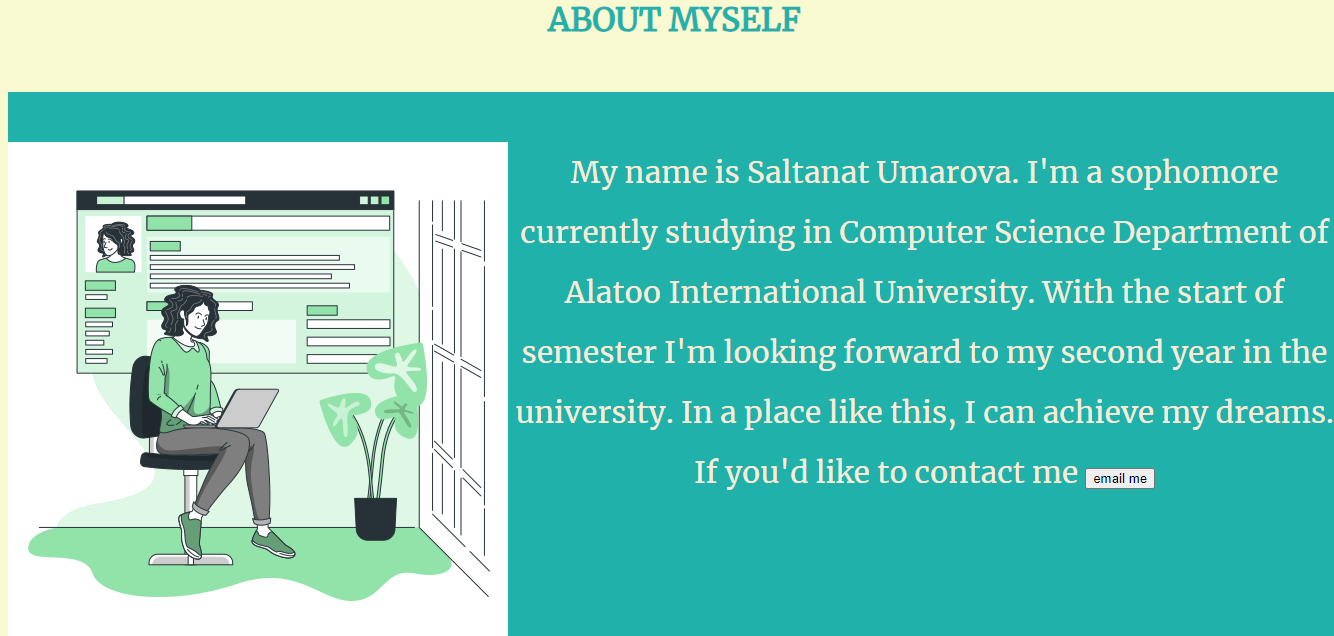 ABOUT MYSELF
My name is Saltanat Umarova. I'm a sophomore
currently studying in Computer Science Department of
Alatoo International University. With the start of
semester I'm looking forward to my second year in the
university. In a place like this, I can achieve my dreams.
If you'd like to contact me email me